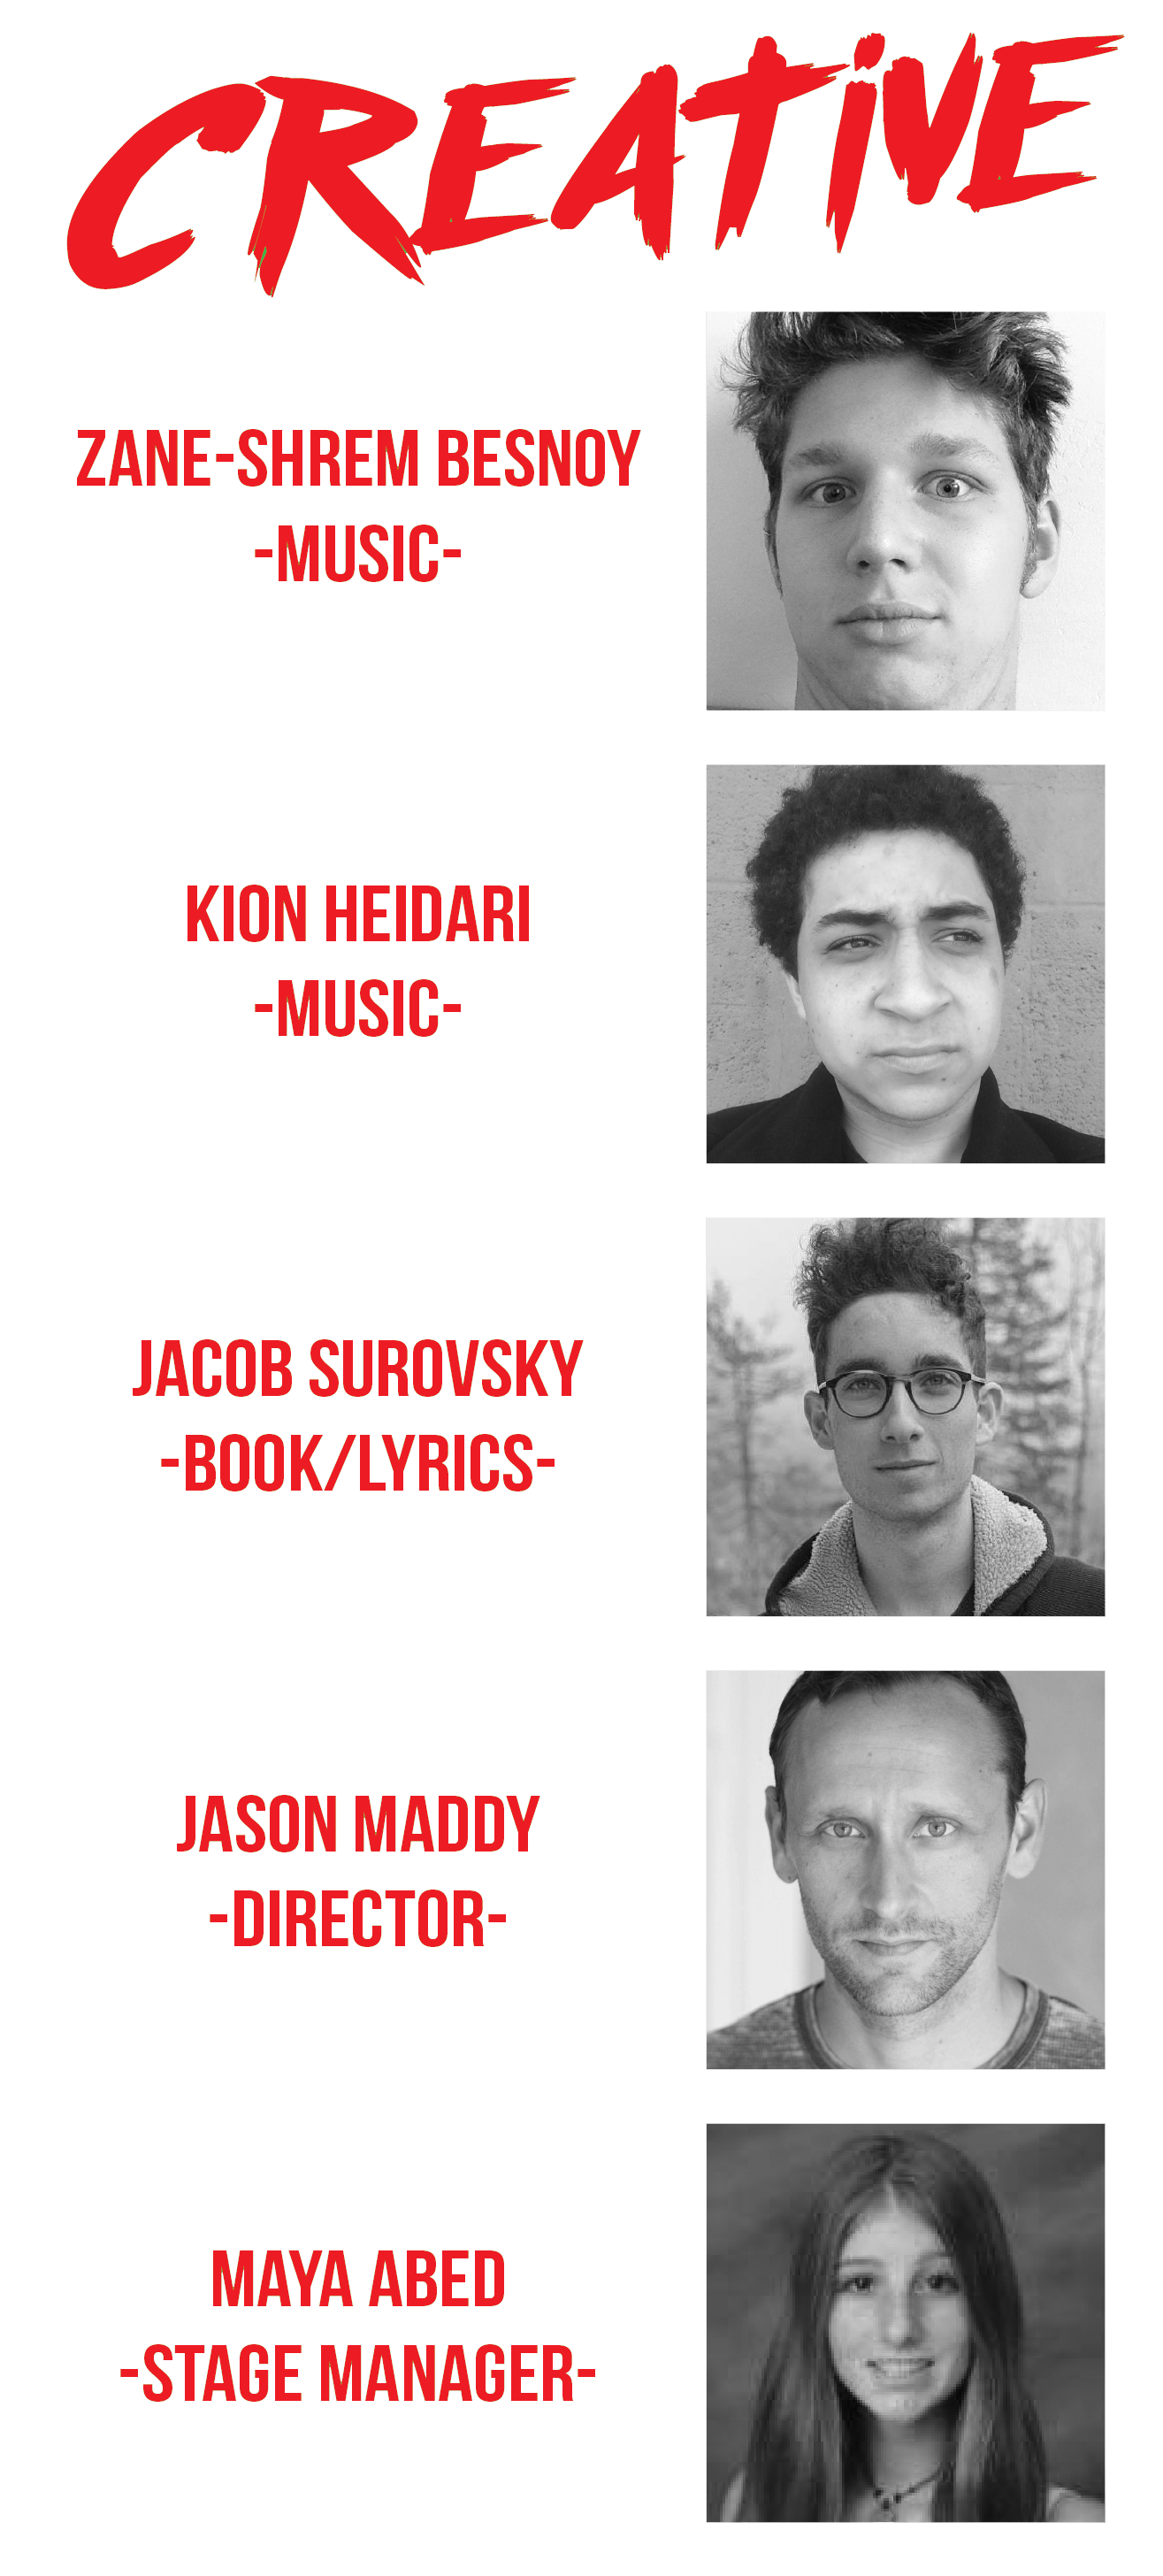 CREATiVE
ZANE-SHREM BESNOY
-MUSIC-
KION HEIDARI
-MUSIC-
JACOB SUROVSKY
-BOOK/LYRICS-
JASON MADDY
-DIRECTOR-
MAYA ABED
-STAGE MANAGER-